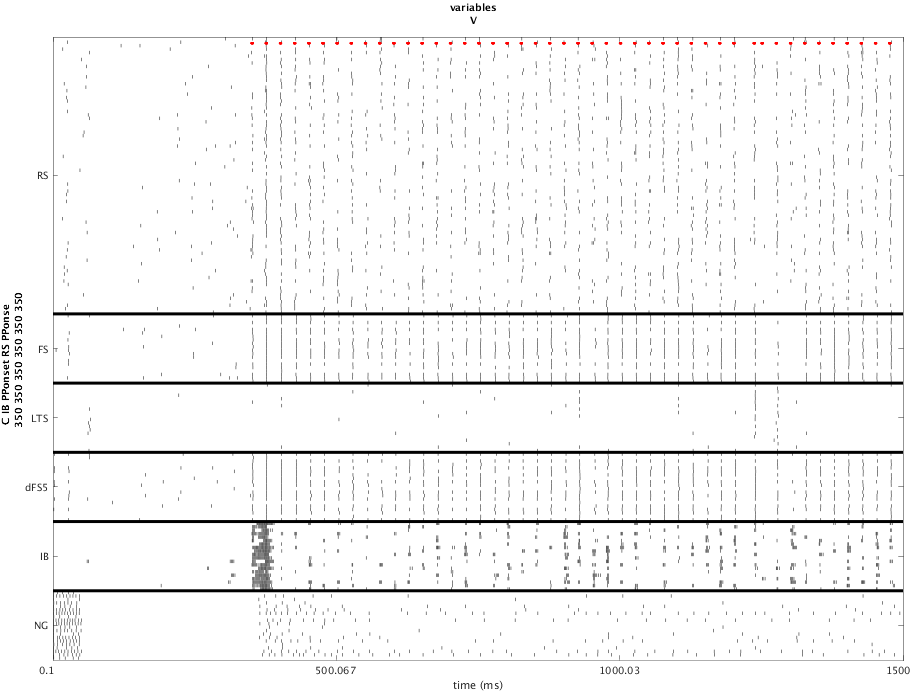 variables
V
RS
FS
LTS
dFS5
IB
NG
C IB PPonset RS PPonse
350 350 350 350 350 350
0.1
500.067
1000.03
1500
time (ms)